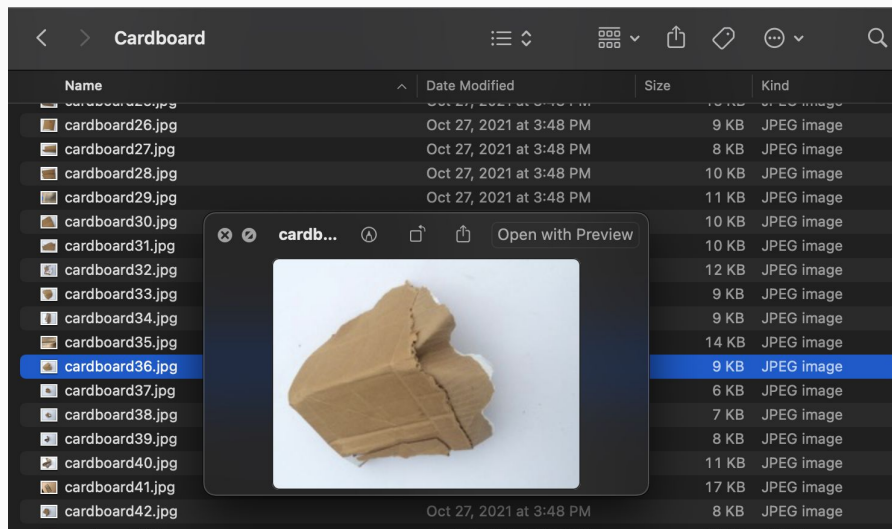 Cardboard
Name Date Modified Size Kind
cardboard26.jpg Oct 27, 2021 at 3:48 PM 9 KB JPEG image
cardboard27.jpg Oct 27, 2021 at 3:48 PM 8 KB JPEG image
cardboard28.jpg Oct 27, 2021 at 3:48 PM 10 KB JPEG image
cardboard29.jpg Oct 27, 2021 at 3:48 PM 11 KB JPEG image
cardboard30.jpg 10 KB JPEG image
cardb... Open with Preview
cardboard31.jpg 10 KB JPEG image
cardboard32.jpg 12 KB JPEG image
cardboard33.jpg 9 KB JPEG image
cardboard34.jpg 9 KB JPEG image
cardboard35.jpg 14 KB JPEG image
cardboard36.jpg 9 KB JPEG image
cardboard37.jpg 6 KB JPEG image
cardboard38.jpg 7 KB JPEG image
cardboard39.jpg 8 KB JPEG image
cardboard40.jpg 11 KB JPEG image
cardboard41.jpg 17 KB JPEG image
cardboard42.jpg Oct 27, 2021 at 3:48 PM 8 KB JPEG image